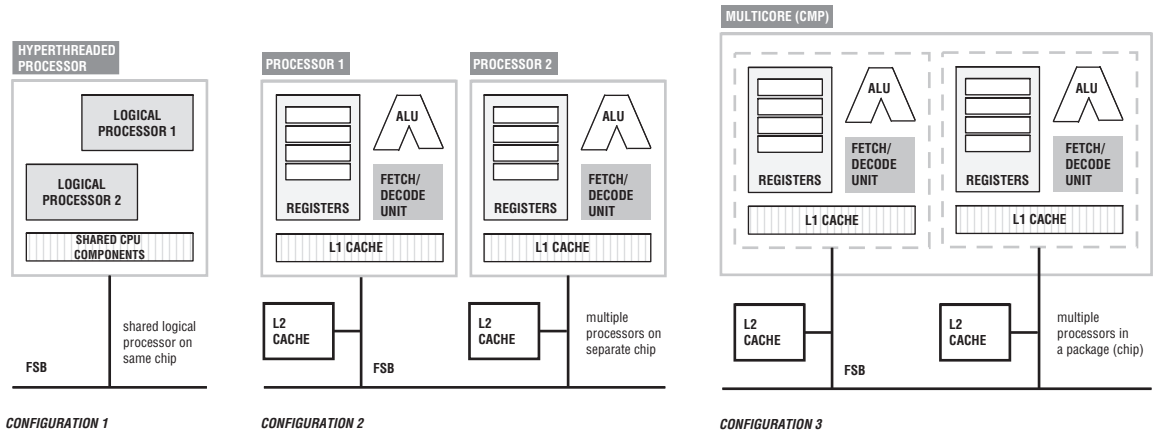 HYPERTHREADED
PROCESSOR
LOGICAL
PROCESSOR 1
LOGICAL
PROCESSOR 2
SHARED CPU
COMPONENTS
shared logical
processor on
same chip
FSB
CONFIGURATION 1
PROCESSOR 1
REGISTERS
ALU
FETCH/
DECODE
UNIT
L1 CACHE
L2
CACHE
FSB
PROCESSOR 2
REGISTERS
ALU
FETCH/
DECODE
UNIT
L1 CACHE
L2
CACHE
multiple
processors on
separate chip
CONFIGURATION 2
MULTICORE (CMP)
REGISTERS
ALU
FETCH/
DECODE
UNIT
L1 CACHE
L2
CACHE
FSB
REGISTERS
ALU
FETCH/
DECODE
UNIT
L1 CACHE
L2
CACHE
multiple
processors in
a package (chip)
CONFIGURATION 3